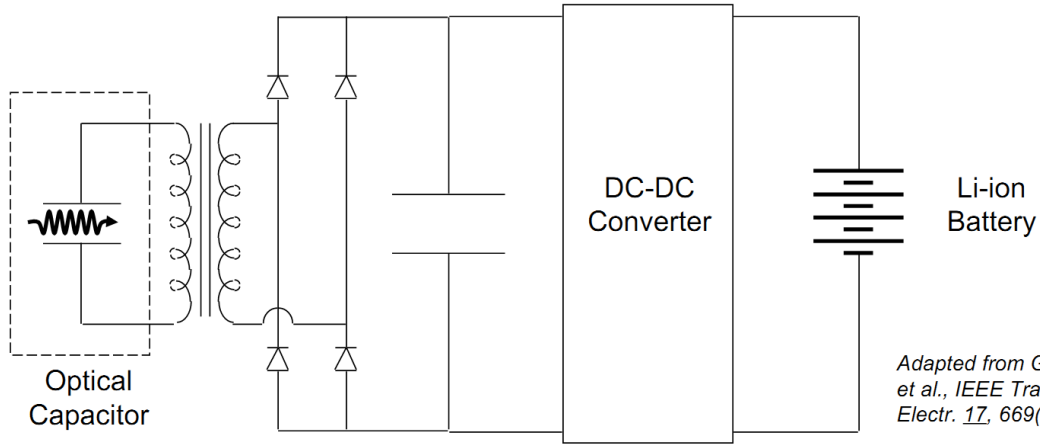 DC-DC
Converter
Li-ion
Battery
Optical
Capacitor
Adapted from G
et al., IEEE Tra
Electr. 17, 669(